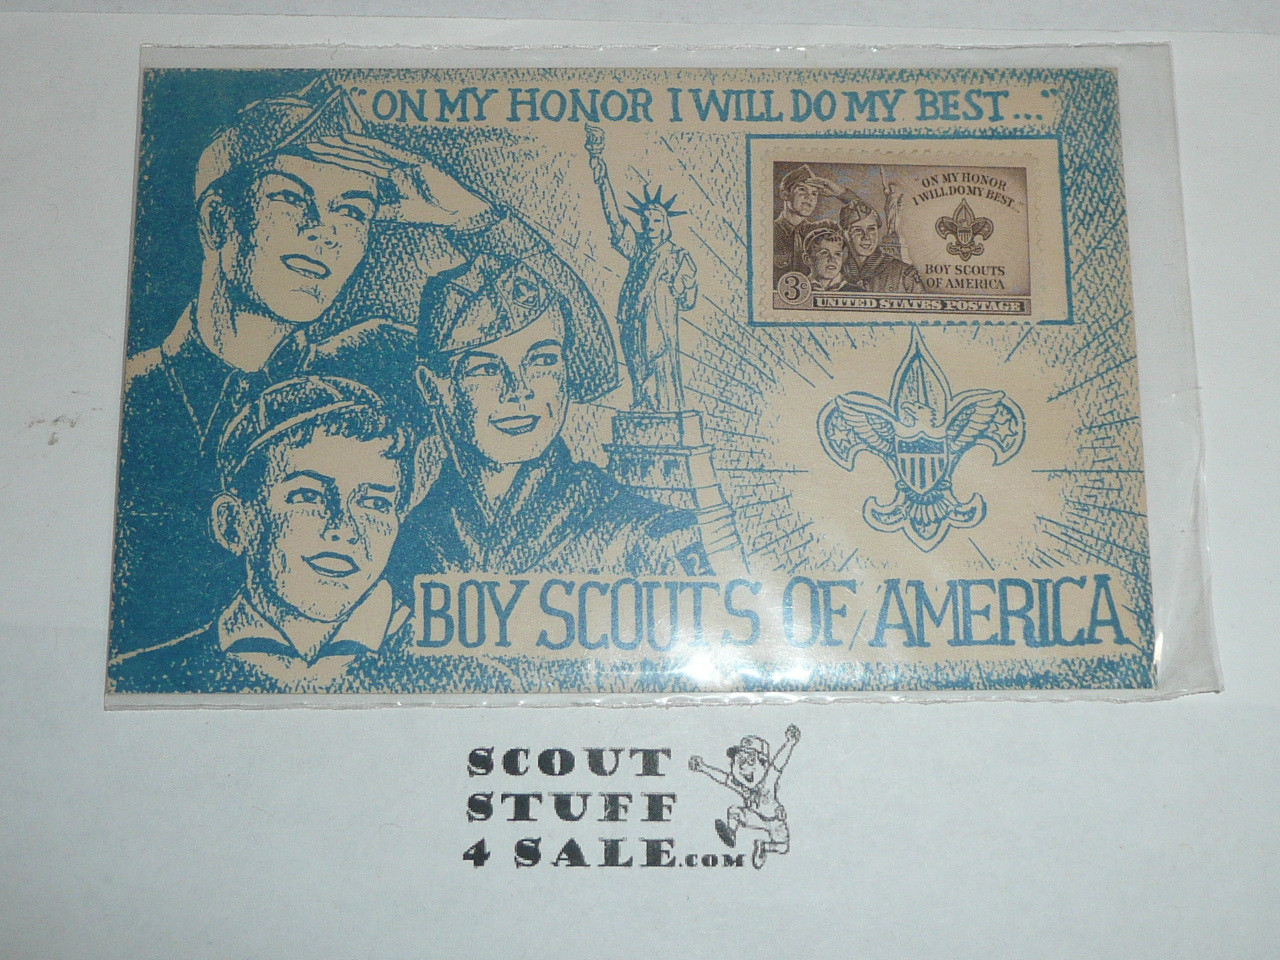 "ON MY HONOR I WILL DO MY BEST..."
"ON MY HONOR
I WILL DO MY BEST..."
BOY SCOUTS
OF AMERICA
3¢
UNITED STATES POSTAGE
BOY SCOUTS OF AMERICA
SCOUT
STUFF
4 SALE.COM